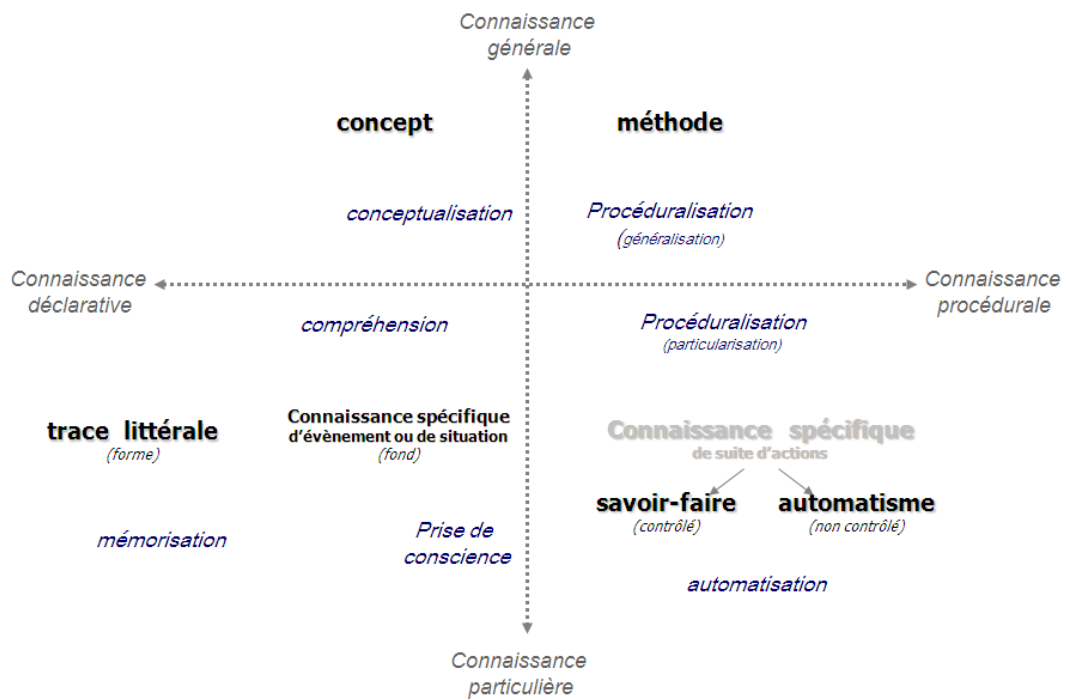 Connaissance
générale
concept
méthode
conceptualisation
Procéduralisation
(généralisation)
Connaissance
déclarative
Connaissance
procédurale
compréhension
Procéduralisation
(particularisation)
trace littérale
(forme)
Connaissance spécifique
d'évènement ou de situation
(fond)
Connaissance spécifique
de suite d'actions
savoir-faire
(contrôlé)
automatisme
(non contrôlé)
mémorisation
Prise de
conscience
automatisation
Connaissance
particulière